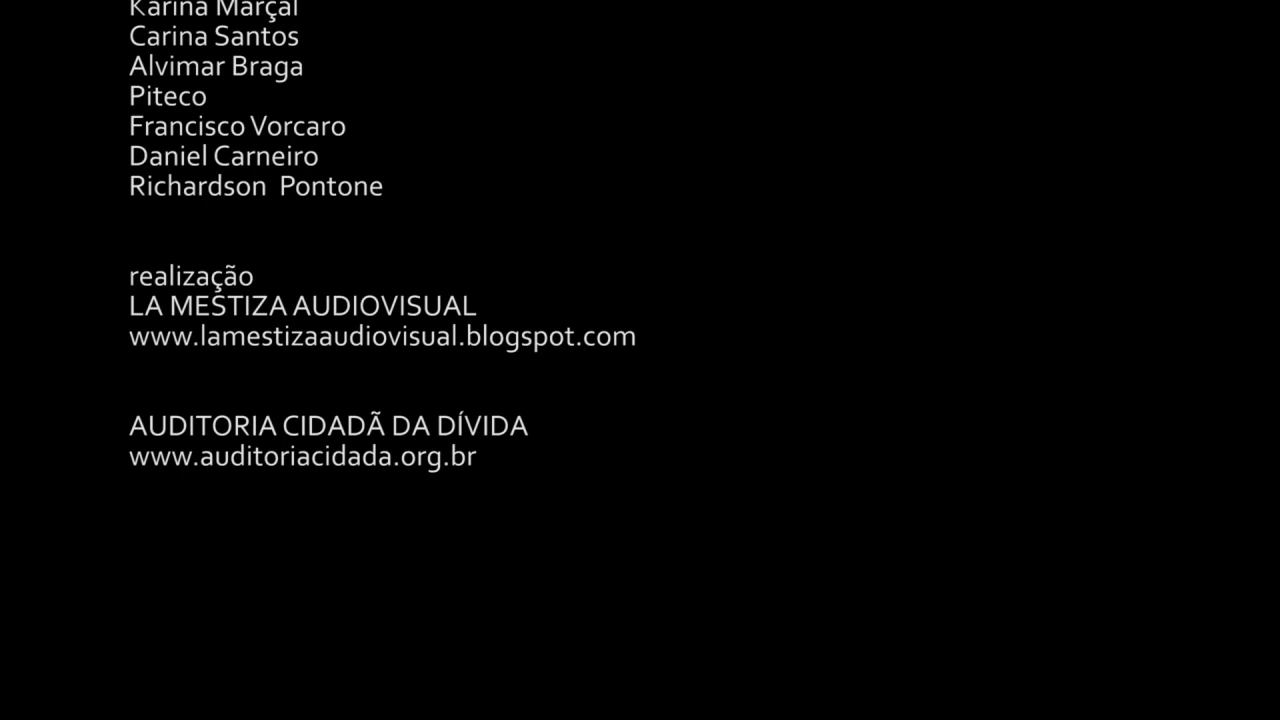 Karina Marçal
Carina Santos
Alvimar Braga
Piteco
Francisco Vorcaro
Daniel Carneiro
Richardson  Pontone
realização
LA MESTIZA AUDIOVISUAL
www.lamestizaaudiovisual.blogspot.com
AUDITORIA CIDADÃ DA DÍVIDA
www.auditoriacidada.org.br